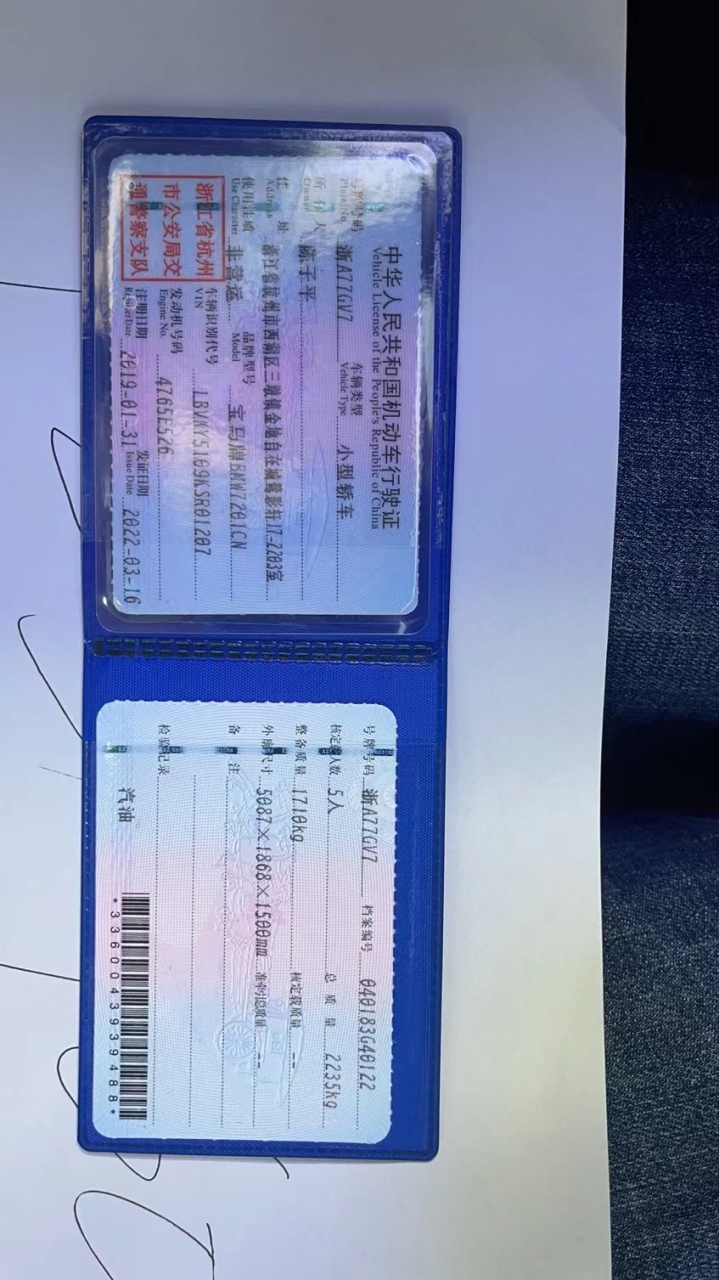 中华人民共和国机动车行驶证
Vehicle License of the People's Republic of China
号牌号码 浙A77GV7 车辆类型 小型轿车
Plate No. Vehicle Type
所有人 子平
Owner
住址 浙江省杭州市西湖区三墩镇金地自在城 17-2203室
Address
使用性质 非营运 品牌型号 宝马牌BMW7201CN
Use Character Model
浙江省杭州
市公安局交
通警察支队
车辆识别代号
VIN
发动机号码 4765E526
Engine No.
注册日期 2019-01-31 发证日期 2022-03-16
Register Date Issue Date
号牌号码 浙A77GV7 档案编号 040183640122
核定载人数 5人 总质量 2235kg
整备质量 1710kg 核定载质量 --
外廓尺寸 5087×1868×1500mm 准牵引总质量 --
备注
检验记录
汽油
*3360043939488*